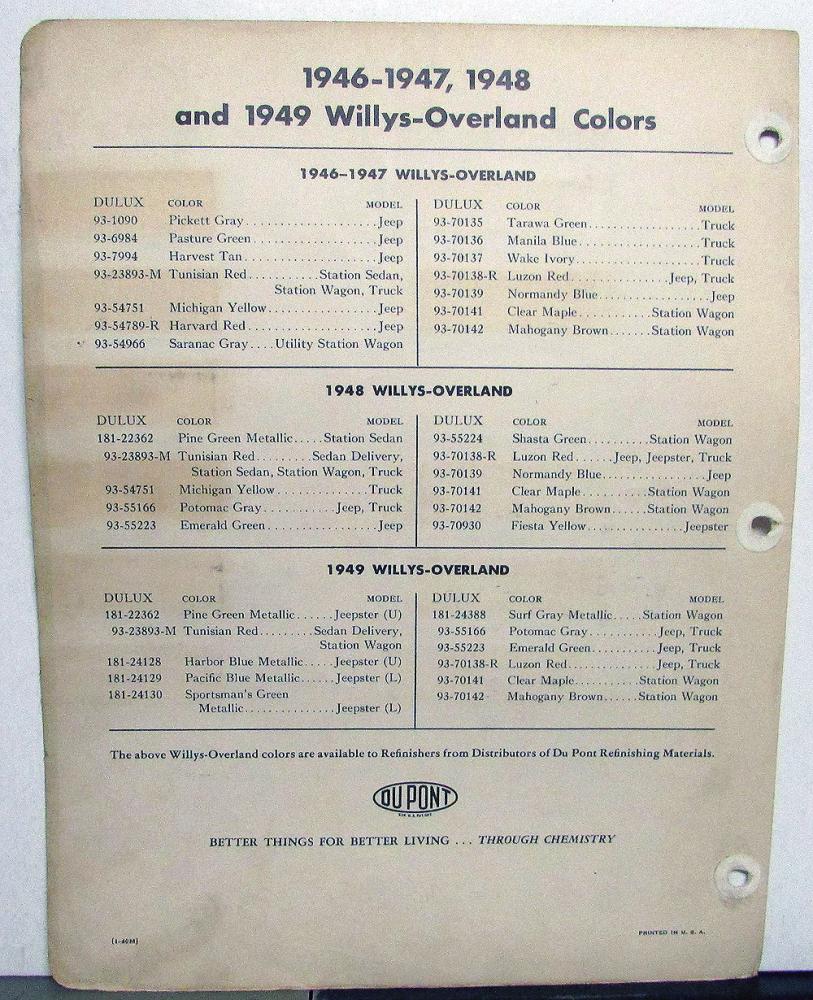 1946-1947, 1948
and 1949 Willys-Overland Colors
1946–1947 WILLYS-OVERLAND
DULUX COLOR MODEL
93-1090 Pickett Gray....................Jeep
93-6984 Pasture Green...................Jeep
93-7994 Harvest Tan....................Jeep
93-23893-M Tunisian Red...........Station Sedan,
Station Wagon, Truck
93-54751 Michigan Yellow.................Jeep
93-54789-R Harvard Red....................Jeep
93-54966 Saranac Gray....Utility Station Wagon
DULUX COLOR MODEL
93-70135 Tarawa Green.................Truck
93-70136 Manila Blue...................Truck
93-70137 Wake Ivory...................Truck
93-70138-R Luzon Red...............Jeep, Truck
93-70139 Normandy Blue.................Jeep
93-70141 Clear Maple...........Station Wagon
93-70142 Mahogany Brown......Station Wagon
1948 WILLYS-OVERLAND
DULUX COLOR MODEL
181-22362 Pine Green Metallic.....Station Sedan
93-23893-M Tunisian Red.........Sedan Delivery,
Station Sedan, Station Wagon, Truck
93-54751 Michigan Yellow..............Truck
93-55166 Potomac Gray...........Jeep, Truck
93-55223 Emerald Green.................Jeep
DULUX COLOR MODEL
93-55224 Shasta Green.........Station Wagon
93-70138-R Luzon Red......Jeep, Jeepster, Truck
93-70139 Normandy Blue................Jeep
93-70141 Clear Maple..........Station Wagon
93-70142 Mahogany Brown.....Station Wagon
93-70930 Fiesta Yellow...............Jeepster
1949 WILLYS-OVERLAND
DULUX COLOR MODEL
181-22362 Pine Green Metallic......Jeepster (U)
93-23893-M Tunisian Red.........Sedan Delivery,
Station Wagon
181-24128 Harbor Blue Metallic.....Jeepster (U)
181-24129 Pacific Blue Metallic.....Jeepster (L)
181-24130 Sportsman's Green
Metallic...............Jeepster (L)
DULUX COLOR MODEL
181-24388 Surf Gray Metallic.....Station Wagon
93-55166 Potomac Gray...........Jeep, Truck
93-55223 Emerald Green..........Jeep, Truck
93-70138-R Luzon Red..............Jeep, Truck
93-70141 Clear Maple..........Station Wagon
93-70142 Mahogany Brown......Station Wagon
The above Willys-Overland colors are available to Refinishers from Distributors of Du Pont Refinishing Materials.
DU PONT
BETTER THINGS FOR BETTER LIVING ... THROUGH CHEMISTRY
PRINTED IN U. S. A.